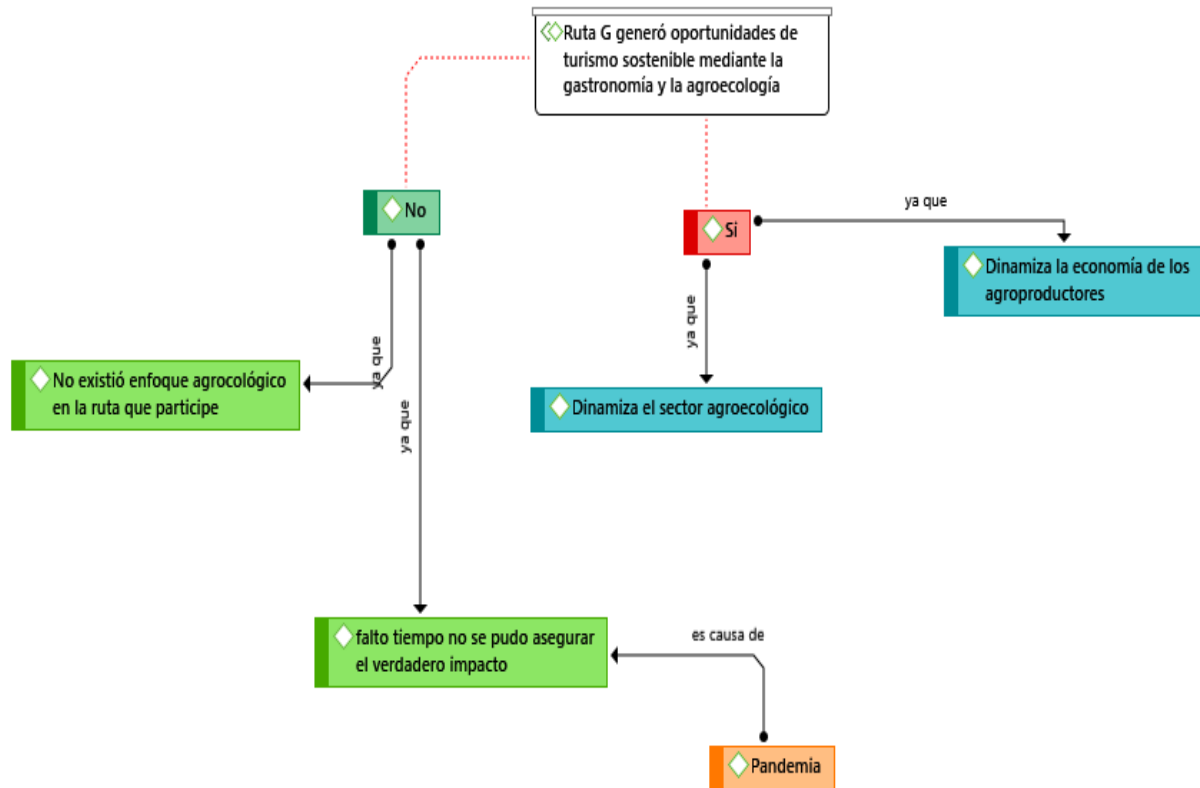 Ruta G generó oportunidades de
turismo sostenible mediante la
gastronomía y la agroecología
No
Si
ya que
Dinamiza la economía de los
agroproductores
ya que
ya que
No existió enfoque agrocológico
en la ruta que participe
ya que
Dinamiza el sector agroecológico
falto tiempo no se pudo asegurar
el verdadero impacto
es causa de
Pandemia